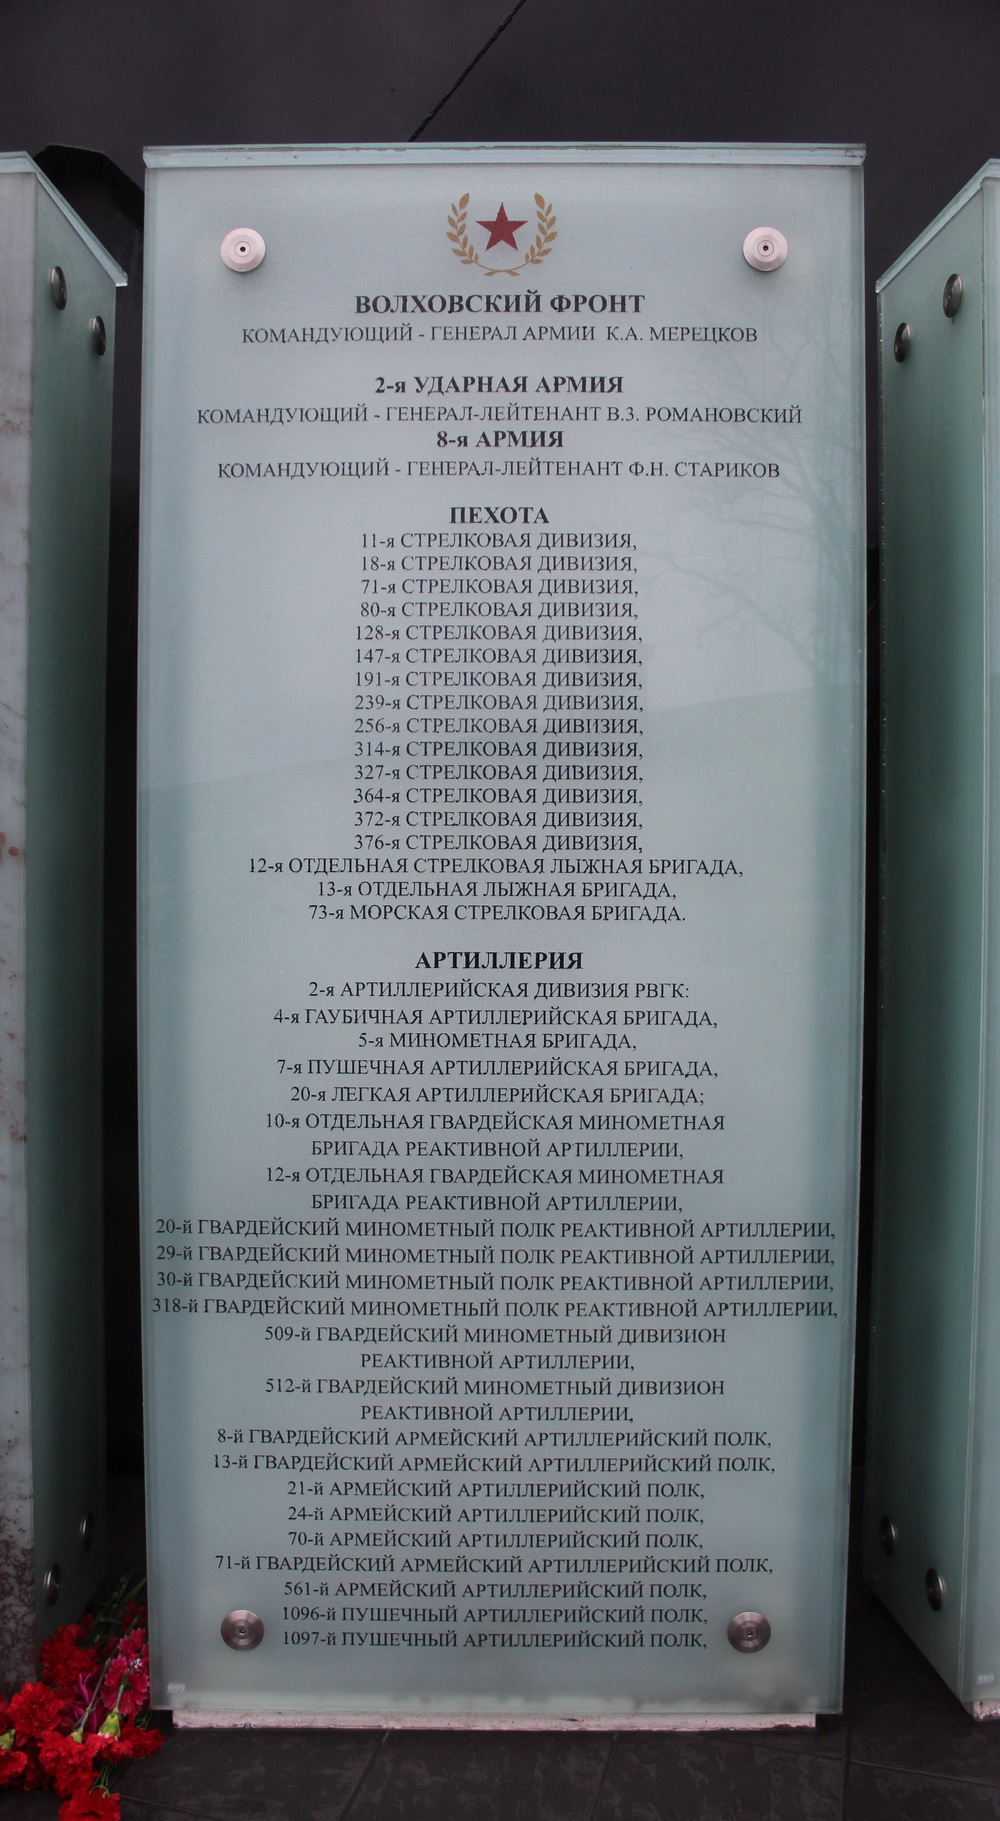 ВОЛХОВСКИЙ ФРОНТ
КОМАНДУЮЩИЙ - ГЕНЕРАЛ АРМИИ К.А. МЕРЕЦКОВ
2-я УДАРНАЯ АРМИЯ
КОМАНДУЮЩИЙ - ГЕНЕРАЛ-ЛЕЙТЕНАНТ В.З. РОМАНОВСКИЙ
8-я АРМИЯ
КОМАНДУЮЩИЙ - ГЕНЕРАЛ-ЛЕЙТЕНАНТ Ф.Н. СТАРИКОВ
ПЕХОТА
11-я СТРЕЛКОВАЯ ДИВИЗИЯ,
18-я СТРЕЛКОВАЯ ДИВИЗИЯ,
71-я СТРЕЛКОВАЯ ДИВИЗИЯ,
80-я СТРЕЛКОВАЯ ДИВИЗИЯ,
128-я СТРЕЛКОВАЯ ДИВИЗИЯ,
147-я СТРЕЛКОВАЯ ДИВИЗИЯ,
191-я СТРЕЛКОВАЯ ДИВИЗИЯ,
239-я СТРЕЛКОВАЯ ДИВИЗИЯ,
256-я СТРЕЛКОВАЯ ДИВИЗИЯ,
314-я СТРЕЛКОВАЯ ДИВИЗИЯ,
327-я СТРЕЛКОВАЯ ДИВИЗИЯ,
364-я СТРЕЛКОВАЯ ДИВИЗИЯ,
372-я СТРЕЛКОВАЯ ДИВИЗИЯ,
376-я СТРЕЛКОВАЯ ДИВИЗИЯ,
12-я ОТДЕЛЬНАЯ СТРЕЛКОВАЯ ЛЫЖНАЯ БРИГАДА,
13-я ОТДЕЛЬНАЯ ЛЫЖНАЯ БРИГАДА,
73-я МОРСКАЯ СТРЕЛКОВАЯ БРИГАДА.
АРТИЛЛЕРИЯ
2-я АРТИЛЛЕРИЙСКАЯ ДИВИЗИЯ РВГК:
4-я ГАУБИЧНАЯ АРТИЛЛЕРИЙСКАЯ БРИГАДА,
5-я МИНОМЕТНАЯ БРИГАДА,
7-я ПУШЕЧНАЯ АРТИЛЛЕРИЙСКАЯ БРИГАДА,
20-я ЛЕГКАЯ АРТИЛЛЕРИЙСКАЯ БРИГАДА;
10-я ОТДЕЛЬНАЯ ГВАРДЕЙСКАЯ МИНОМЕТНАЯ
БРИГАДА РЕАКТИВНОЙ АРТИЛЛЕРИИ,
12-я ОТДЕЛЬНАЯ ГВАРДЕЙСКАЯ МИНОМЕТНАЯ
БРИГАДА РЕАКТИВНОЙ АРТИЛЛЕРИИ,
20-й ГВАРДЕЙСКИЙ МИНОМЕТНЫЙ ПОЛК РЕАКТИВНОЙ АРТИЛЛЕРИИ,
29-й ГВАРДЕЙСКИЙ МИНОМЕТНЫЙ ПОЛК РЕАКТИВНОЙ АРТИЛЛЕРИИ,
30-й ГВАРДЕЙСКИЙ МИНОМЕТНЫЙ ПОЛК РЕАКТИВНОЙ АРТИЛЛЕРИИ,
318-й ГВАРДЕЙСКИЙ МИНОМЕТНЫЙ ПОЛК РЕАКТИВНОЙ АРТИЛЛЕРИИ,
509-й ГВАРДЕЙСКИЙ МИНОМЕТНЫЙ ДИВИЗИОН
РЕАКТИВНОЙ АРТИЛЛЕРИИ,
512-й ГВАРДЕЙСКИЙ МИНОМЕТНЫЙ ДИВИЗИОН
РЕАКТИВНОЙ АРТИЛЛЕРИИ,
8-й ГВАРДЕЙСКИЙ АРМЕЙСКИЙ АРТИЛЛЕРИЙСКИЙ ПОЛК,
13-й ГВАРДЕЙСКИЙ АРМЕЙСКИЙ АРТИЛЛЕРИЙСКИЙ ПОЛК,
21-й АРМЕЙСКИЙ АРТИЛЛЕРИЙСКИЙ ПОЛК,
24-й АРМЕЙСКИЙ АРТИЛЛЕРИЙСКИЙ ПОЛК,
70-й АРМЕЙСКИЙ АРТИЛЛЕРИЙСКИЙ ПОЛК,
71-й ГВАРДЕЙСКИЙ АРМЕЙСКИЙ АРТИЛЛЕРИЙСКИЙ ПОЛК,
561-й АРМЕЙСКИЙ АРТИЛЛЕРИЙСКИЙ ПОЛК,
1096-й ПУШЕЧНЫЙ АРТИЛЛЕРИЙСКИЙ ПОЛК,
1097-й ПУШЕЧНЫЙ АРТИЛЛЕРИЙСКИЙ ПОЛК,